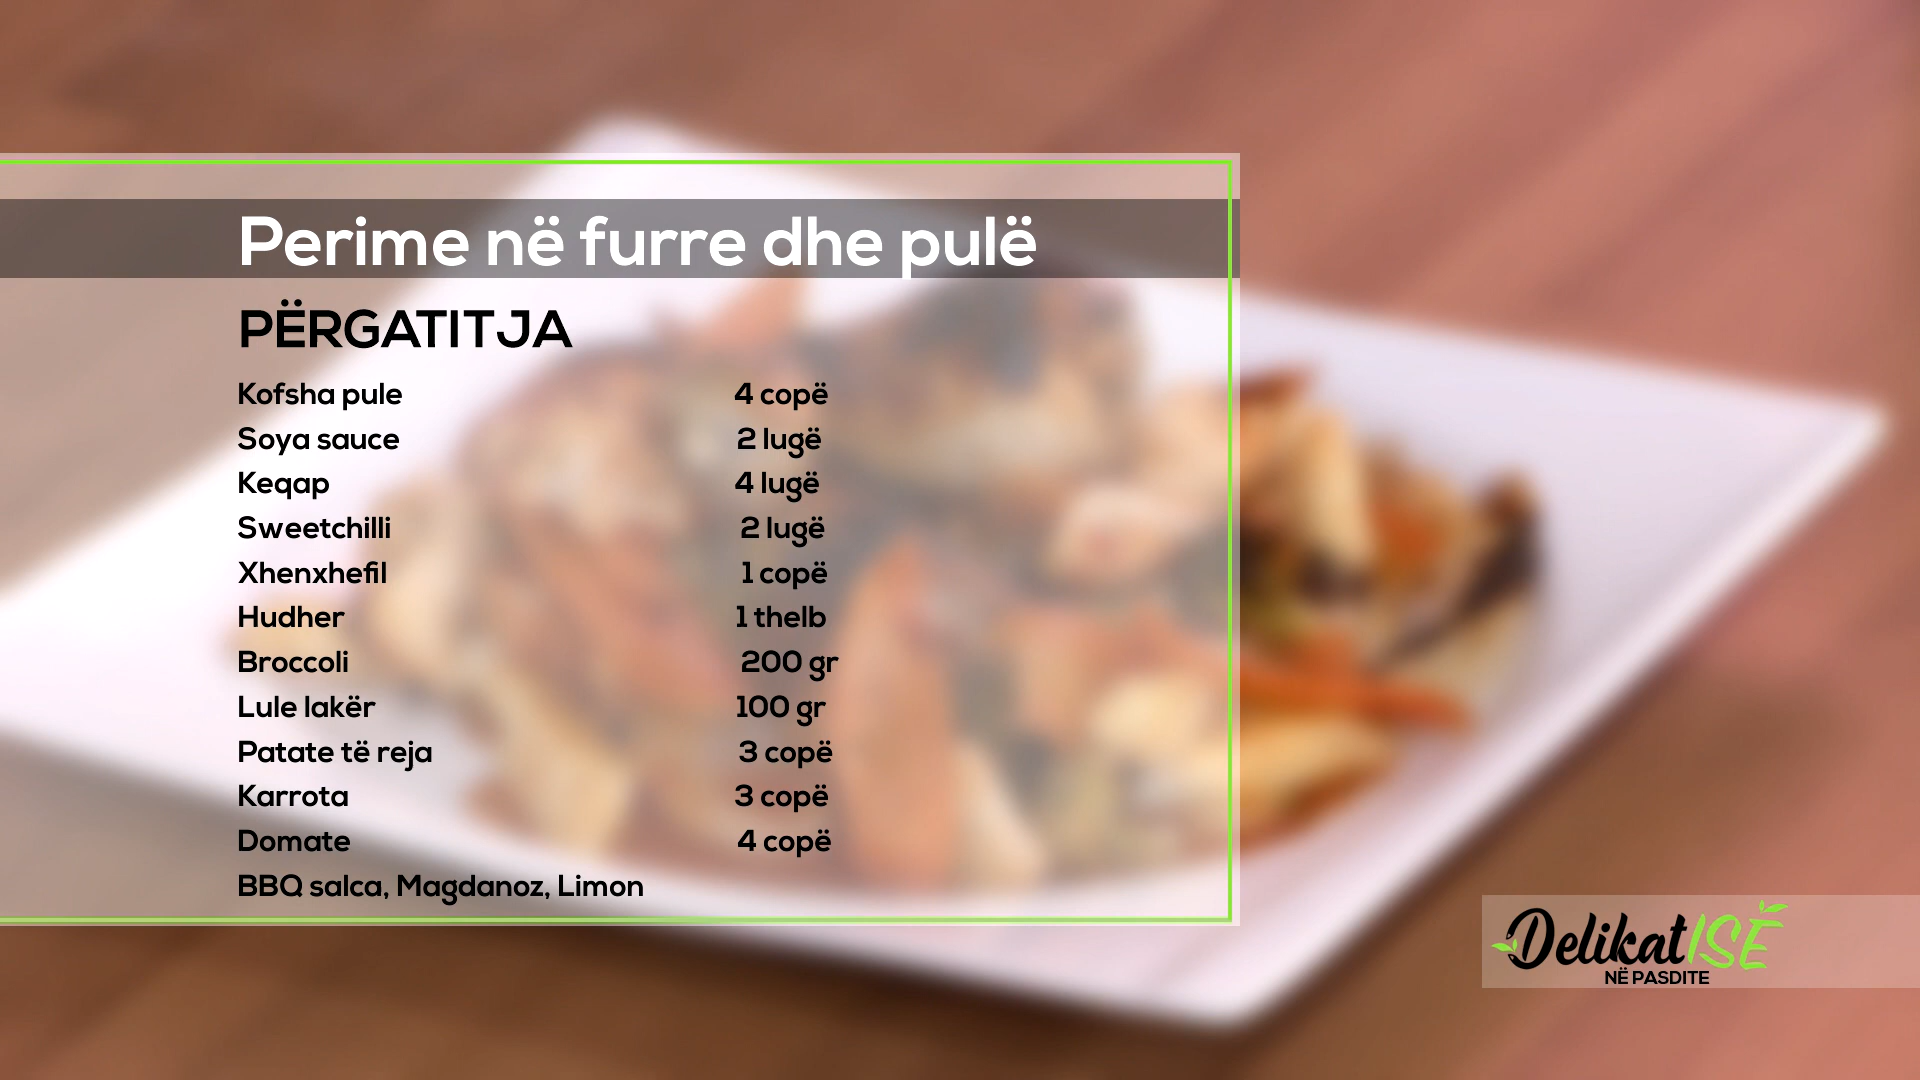 Perime në furre dhe pulë
PËRGATITJA
Kofsha pule 4 copë
Soya sauce 2 lugë
Keqap 4 lugë
Sweetchilli 2 lugë
Xhenxhefil 1 copë
Hudher 1 thelb
Broccoli 200 gr
Lule lakër 100 gr
Patate të reja 3 copë
Karrota 3 copë
Domate 4 copë
BBQ salca, Magdanoz, Limon
DelikatISË
NË PASDITE